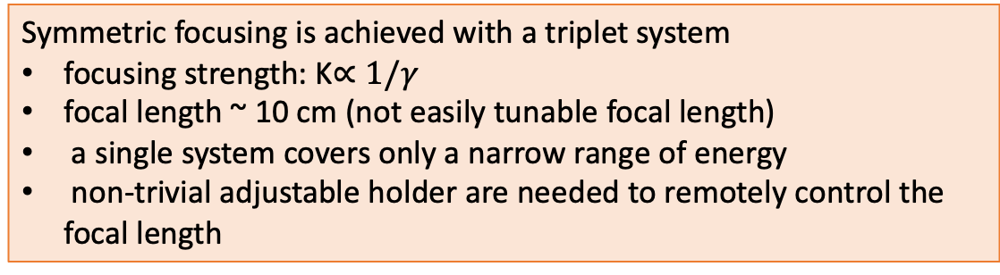 Symmetric focusing is achieved with a triplet system
• focusing strength: K∝ 1/γ
• focal length ~ 10 cm (not easily tunable focal length)
• a single system covers only a narrow range of energy
• non-trivial adjustable holder are needed to remotely control the
focal length